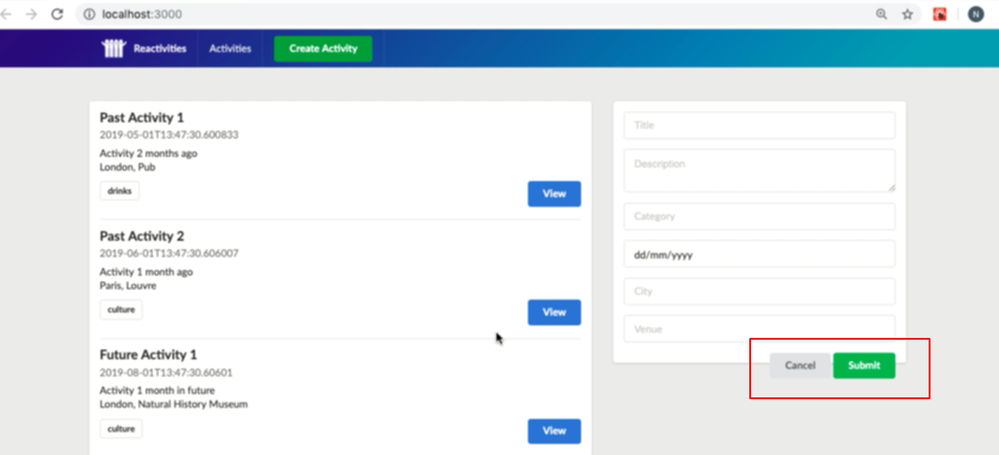 localhost:3000
N
Reactivities
Activities
Create Activity
Past Activity 1
2019-05-01T13:47:30.600833
Activity 2 months ago
London, Pub
drinks
View
Past Activity 2
2019-06-01T13:47:30.606007
Activity 1 month ago
Paris, Louvre
culture
View
Future Activity 1
2019-08-01T13:47:30.60601
Activity 1 month in future
London, Natural History Museum
culture
View
Title
Description
Category
dd/mm/yyyy
City
Venue
Cancel
Submit